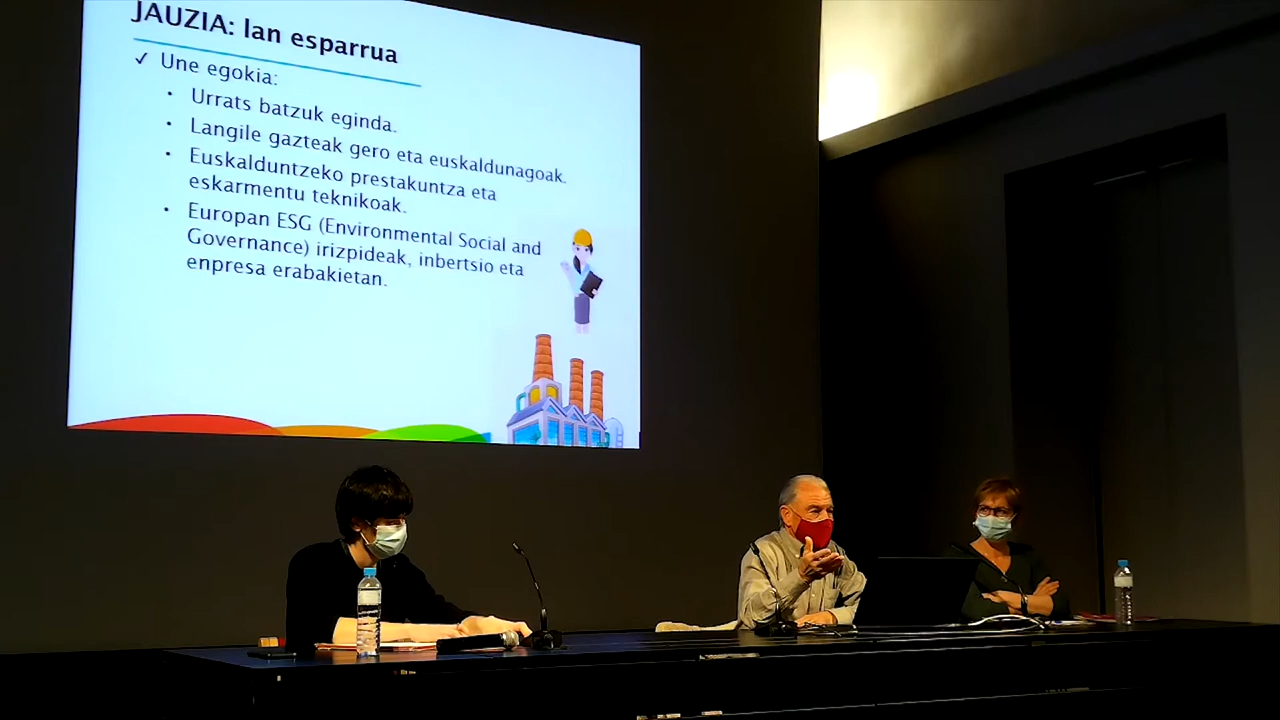 JAUZIA: lan esparrua
✓ Une egokia:
• Urrats batzuk eginda.
• Langile gazteak gero eta euskaldunagoak.
• Euskalduntzeko prestakuntza eta
eskarmentu teknikoak.
• Europan ESG (Environmental Social and
Governance) irizpideak, inbertsio eta
enpresa erabakietan.